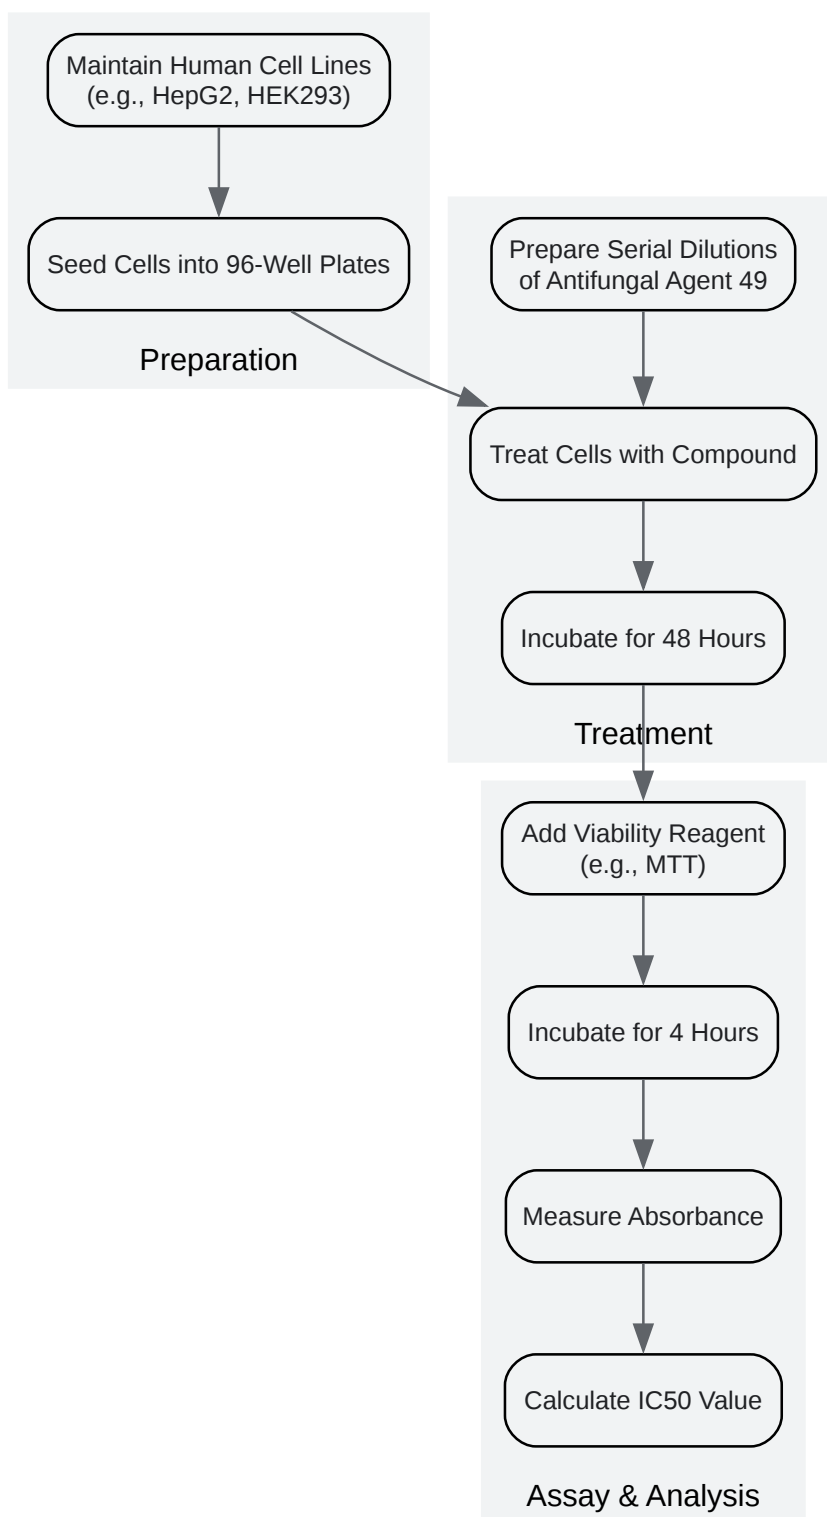 Maintain Human Cell Lines
(e.g., HepG2, HEK293)
Seed Cells into 96-Well Plates
Preparation
Prepare Serial Dilutions
of Antifungal Agent 49
Treat Cells with Compound
Incubate for 48 Hours
Treatment
Add Viability Reagent
(e.g., MTT)
Incubate for 4 Hours
Measure Absorbance
Calculate IC50 Value
Assay & Analysis